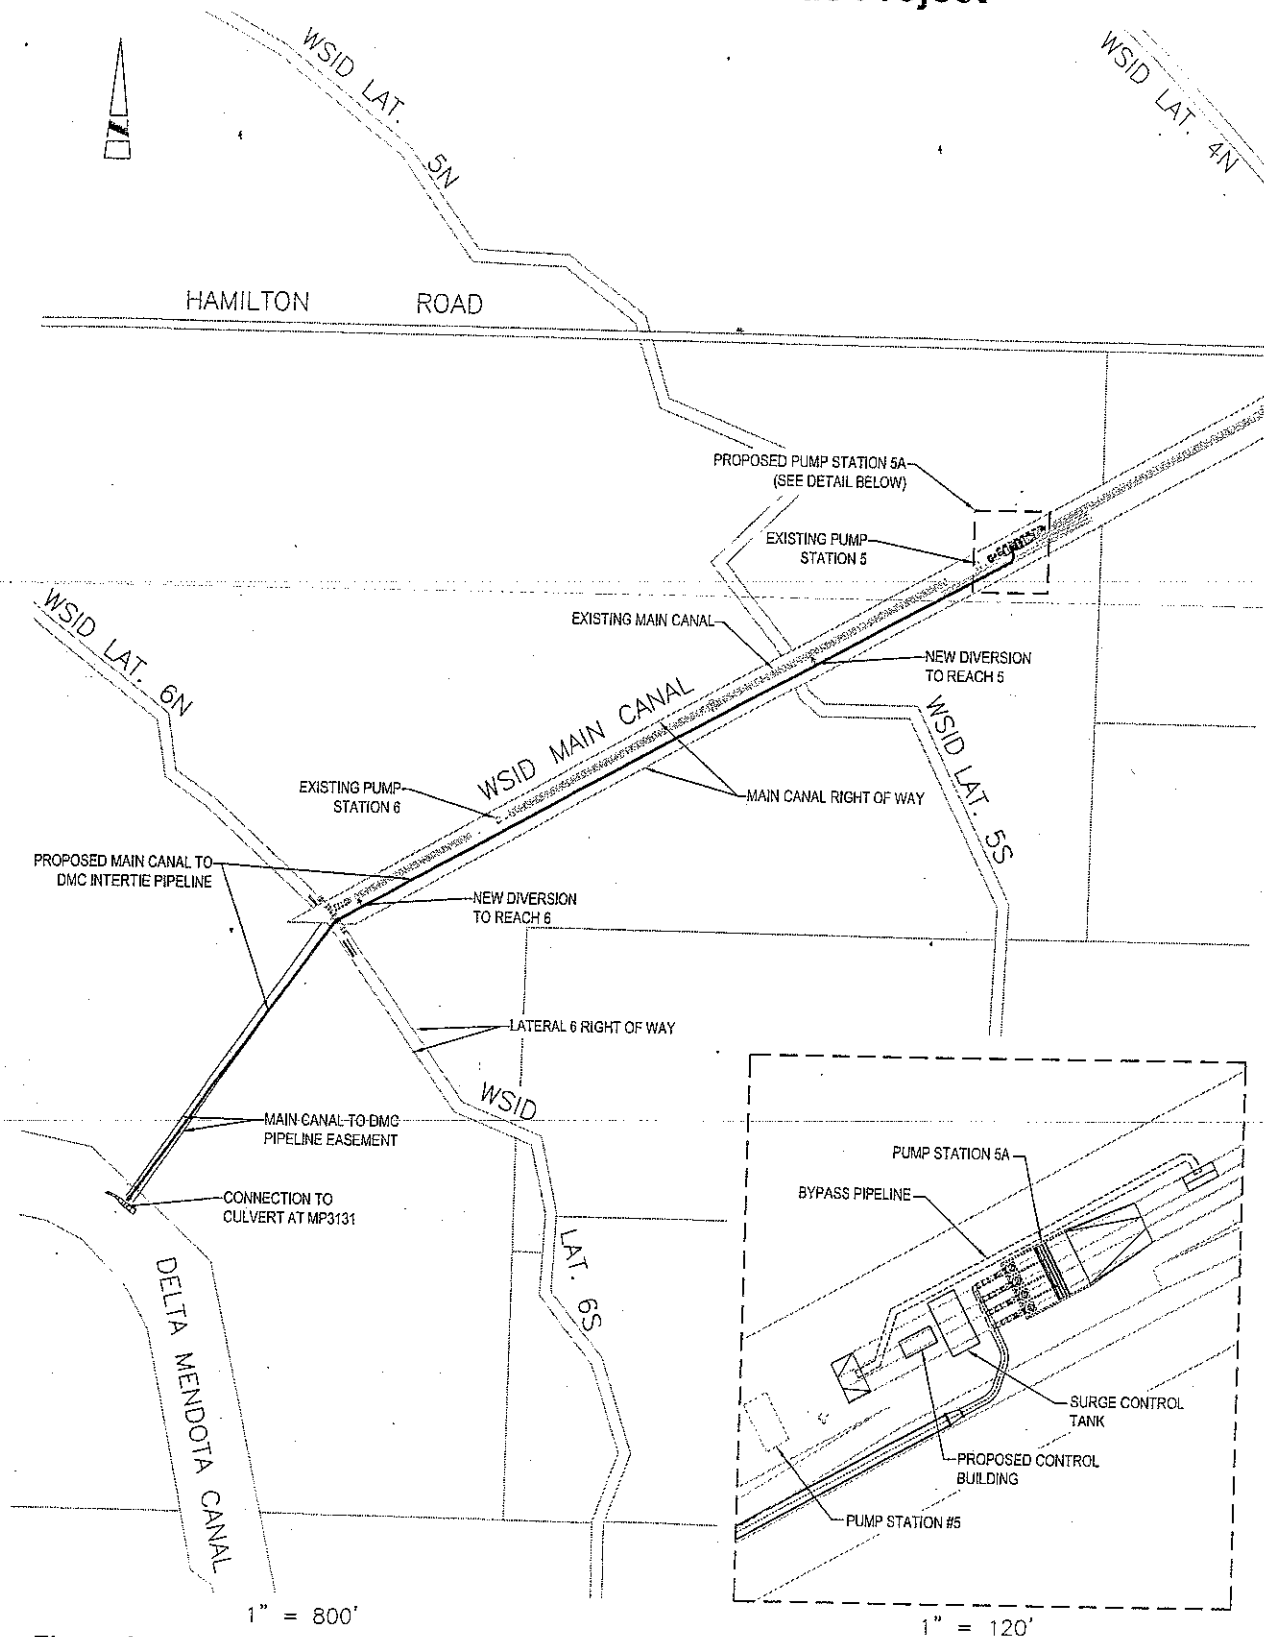 Project
WSID LAT. 5N
WSID LAT. 4N
HAMILTON ROAD
PROPOSED PUMP STATION 5A
(SEE DETAIL BELOW)
EXISTING PUMP
STATION 5
EXISTING MAIN CANAL
WSID LAT. 6N
NEW DIVERSION
TO REACH 5
WSID MAIN CANAL
WSID LAT. 5S
EXISTING PUMP
STATION 6
MAIN CANAL RIGHT OF WAY
PROPOSED MAIN CANAL TO
DMC INTERTIE PIPELINE
NEW DIVERSION
TO REACH 6
LATERAL 6 RIGHT OF WAY
WSID
LAT. 6S
MAIN CANAL TO DMC
PIPELINE EASEMENT
CONNECTION TO
CULVERT AT MP3131
DELTA MENDOTA CANAL
PUMP STATION 5A
BYPASS PIPELINE
SURGE CONTROL
TANK
PROPOSED CONTROL
BUILDING
PUMP STATION #5
1" = 800'
1" = 120'